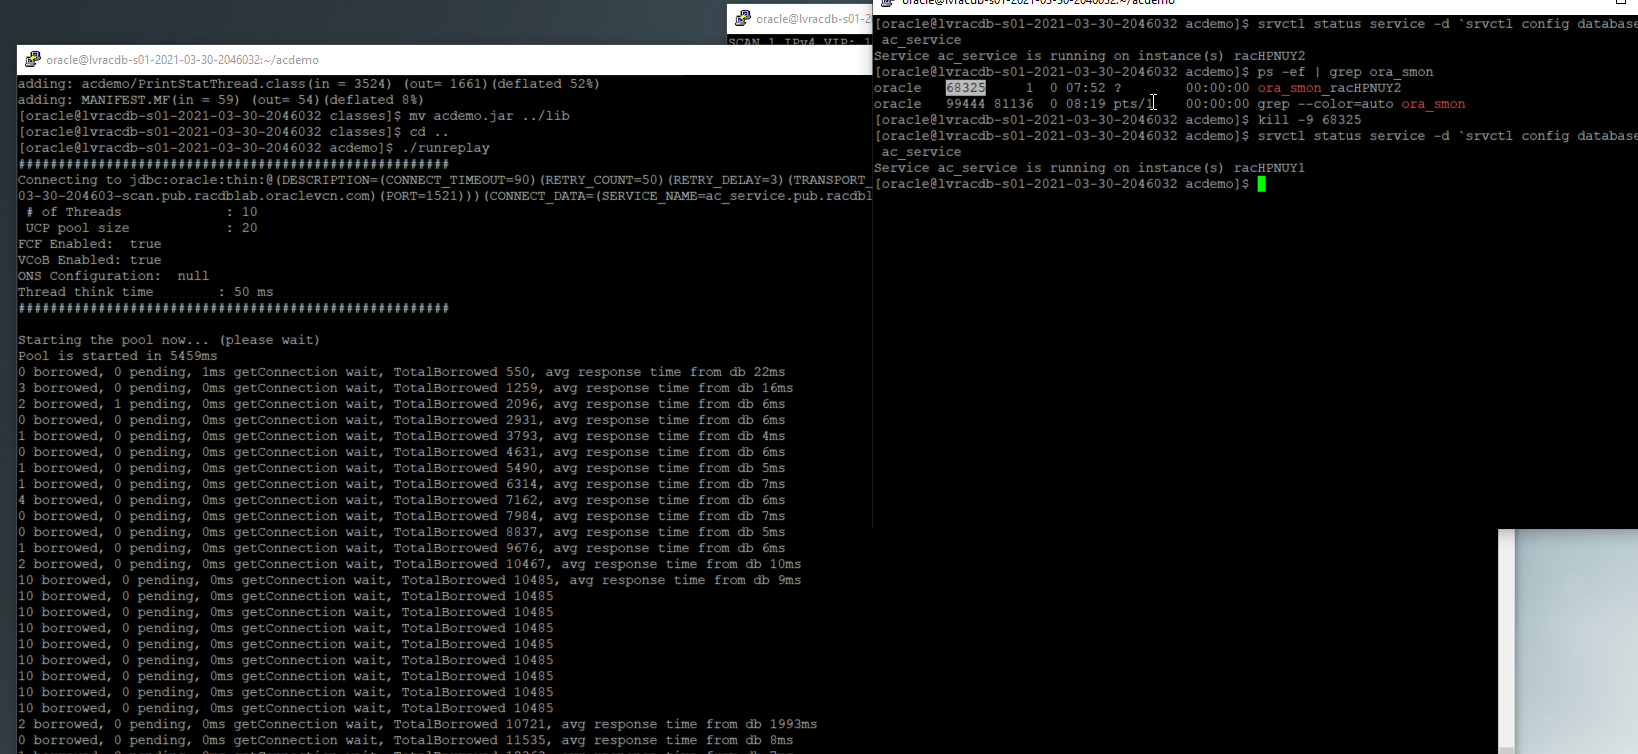 oracle@lvracdb-s01-2
SCAN 1 IPv4 VIP: 1
oracle@lvracdb-s01-2021-03-30-2046032:~/acdemo
adding: acdemo/PrintStatThread.class(in = 3524) (out= 1661)(deflated 52%)
adding: MANIFEST.MF(in = 59) (out= 54)(deflated 8%)
[oracle@lvracdb-s01-2021-03-30-2046032 classes]$ mv acdemo.jar ../lib
[oracle@lvracdb-s01-2021-03-30-2046032 classes]$ cd ..
[oracle@lvracdb-s01-2021-03-30-2046032 acdemo]$ ./runreplay
######################################################
Connecting to jdbc:oracle:thin:@(DESCRIPTION=(CONNECT_TIMEOUT=90)(RETRY_COUNT=50)(RETRY_DELAY=3)(TRANSPORT_
03-30-204603-scan.pub.racdblab.oraclevcn.com)(PORT=1521)))(CONNECT_DATA=(SERVICE_NAME=ac_service.pub.racdbl
# of Threads : 10
UCP pool size : 20
FCF Enabled: true
VCoB Enabled: true
ONS Configuration: null
Thread think time : 50 ms
######################################################
Starting the pool now... (please wait)
Pool is started in 5459ms
0 borrowed, 0 pending, 1ms getConnection wait, TotalBorrowed 550, avg response time from db 22ms
3 borrowed, 0 pending, 0ms getConnection wait, TotalBorrowed 1259, avg response time from db 16ms
2 borrowed, 1 pending, 0ms getConnection wait, TotalBorrowed 2096, avg response time from db 6ms
0 borrowed, 0 pending, 0ms getConnection wait, TotalBorrowed 2931, avg response time from db 6ms
1 borrowed, 0 pending, 0ms getConnection wait, TotalBorrowed 3793, avg response time from db 4ms
0 borrowed, 0 pending, 0ms getConnection wait, TotalBorrowed 4631, avg response time from db 6ms
1 borrowed, 0 pending, 0ms getConnection wait, TotalBorrowed 5490, avg response time from db 5ms
1 borrowed, 0 pending, 0ms getConnection wait, TotalBorrowed 6314, avg response time from db 7ms
4 borrowed, 0 pending, 0ms getConnection wait, TotalBorrowed 7162, avg response time from db 6ms
0 borrowed, 0 pending, 0ms getConnection wait, TotalBorrowed 7984, avg response time from db 7ms
0 borrowed, 0 pending, 0ms getConnection wait, TotalBorrowed 8837, avg response time from db 5ms
1 borrowed, 0 pending, 0ms getConnection wait, TotalBorrowed 9676, avg response time from db 6ms
2 borrowed, 0 pending, 0ms getConnection wait, TotalBorrowed 10467, avg response time from db 10ms
10 borrowed, 0 pending, 0ms getConnection wait, TotalBorrowed 10485, avg response time from db 9ms
10 borrowed, 0 pending, 0ms getConnection wait, TotalBorrowed 10485
10 borrowed, 0 pending, 0ms getConnection wait, TotalBorrowed 10485
10 borrowed, 0 pending, 0ms getConnection wait, TotalBorrowed 10485
10 borrowed, 0 pending, 0ms getConnection wait, TotalBorrowed 10485
10 borrowed, 0 pending, 0ms getConnection wait, TotalBorrowed 10485
10 borrowed, 0 pending, 0ms getConnection wait, TotalBorrowed 10485
10 borrowed, 0 pending, 0ms getConnection wait, TotalBorrowed 10485
10 borrowed, 0 pending, 0ms getConnection wait, TotalBorrowed 10485
2 borrowed, 0 pending, 0ms getConnection wait, TotalBorrowed 10721, avg response time from db 1993ms
0 borrowed, 0 pending, 0ms getConnection wait, TotalBorrowed 11535, avg response time from db 8ms
oracle@lvracdb-s01-2021-03-30-2046032:~/acdemo
[oracle@lvracdb-s01-2021-03-30-2046032 acdemo]$ srvctl status service -d `srvctl config database
ac_service
Service ac_service is running on instance(s) racHPNUY2
[oracle@lvracdb-s01-2021-03-30-2046032 acdemo]$ ps -ef | grep ora_smon
oracle 68325 1 0 07:52 ? 00:00:00 ora_smon_racHPNUY2
oracle 99444 81136 0 08:19 pts/1 00:00:00 grep --color=auto ora_smon
[oracle@lvracdb-s01-2021-03-30-2046032 acdemo]$ kill -9 68325
[oracle@lvracdb-s01-2021-03-30-2046032 acdemo]$ srvctl status service -d `srvctl config database
ac_service
Service ac_service is running on instance(s) racHPNUY1
[oracle@lvracdb-s01-2021-03-30-2046032 acdemo]$